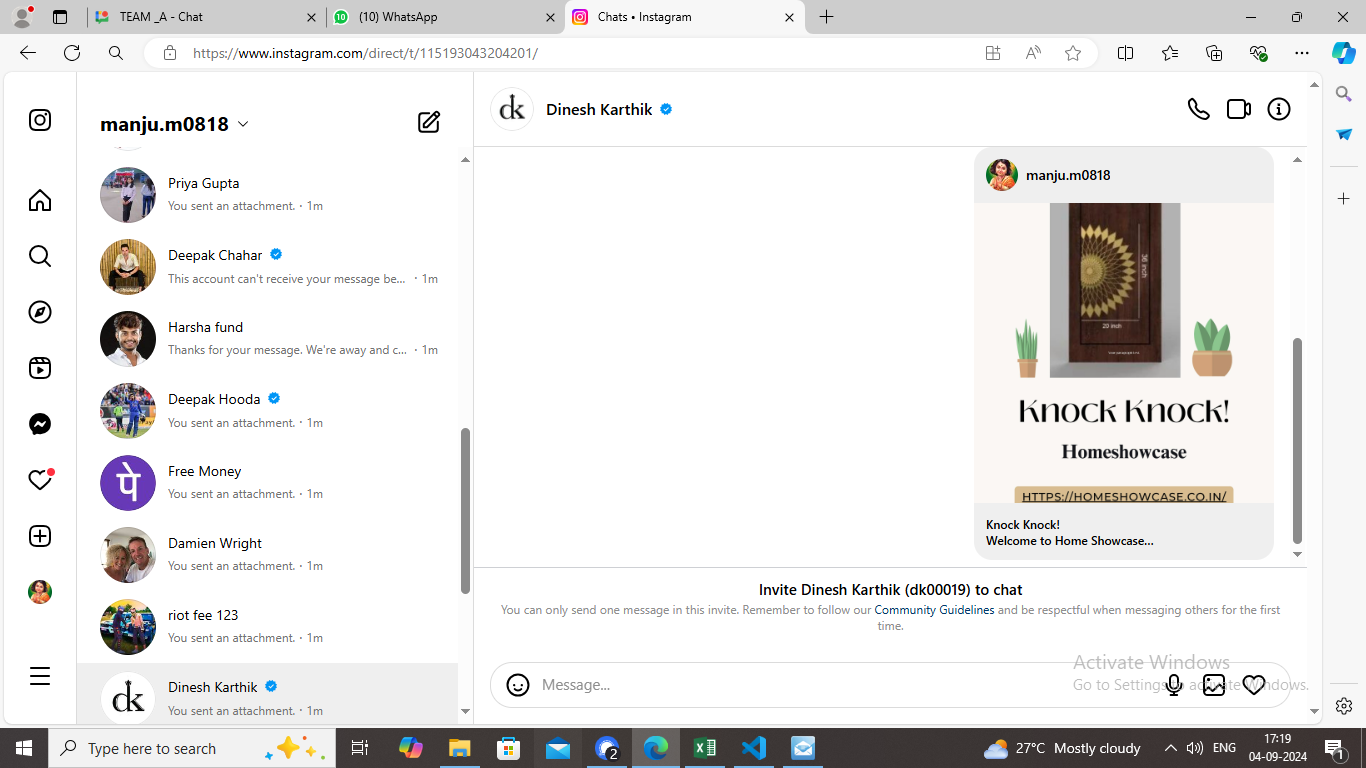 TEAM _A - Chat
(10) WhatsApp
Chats • Instagram
https://www.instagram.com/direct/t/115193043204201/
manju.m0818
Priya Gupta
You sent an attachment. · 1m
Deepak Chahar
This account can't receive your message be... · 1m
Harsha fund
Thanks for your message. We're away and c... · 1m
Deepak Hooda
You sent an attachment. · 1m
पे
Free Money
You sent an attachment. · 1m
Damien Wright
You sent an attachment. · 1m
riot fee 123
You sent an attachment. · 1m
dk
Dinesh Karthik
You sent an attachment. · 1m
dk
Dinesh Karthik
manju.m0818
36 inch
20 inch
Knock Knock!
Homeshowcase
HTTPS://HOMESHOWCASE.CO.IN/
Knock Knock!
Welcome to Home Showcase...
Invite Dinesh Karthik (dk00019) to chat
You can only send one message in this invite. Remember to follow our Community Guidelines and be respectful when messaging others for the first
time.
Message...
Activate Windows
Go to Settings to activate Windows.
Type here to search
2
27°C Mostly cloudy
ENG
17:19
04-09-2024
1